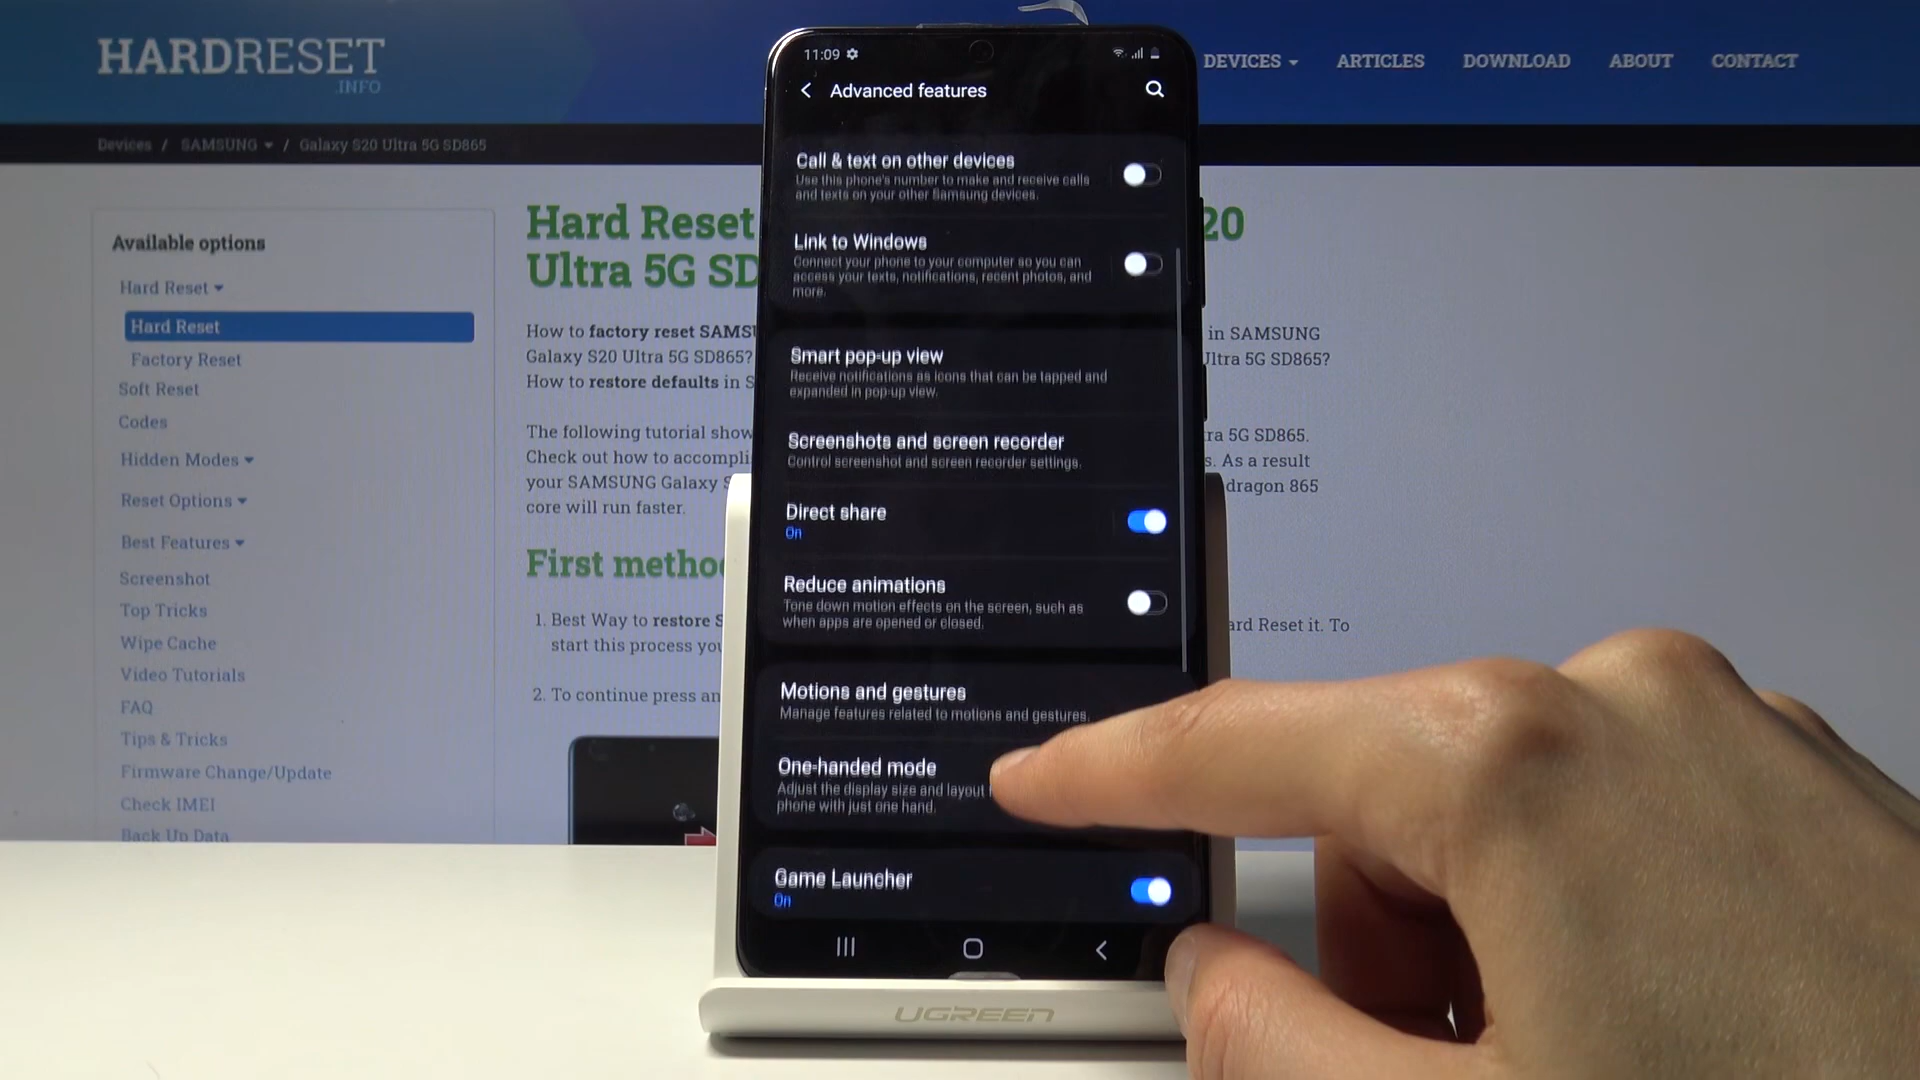 HARDRESET
.INFO
DEVICES
ARTICLES
DOWNLOAD
ABOUT
CONTACT
Devices / SAMSUNG / Galaxy S20 Ultra 5G SD865
Available options
Hard Reset
Hard Reset
Factory Reset
Soft Reset
Codes
Hidden Modes
Reset Options
Best Features
Screenshot
Top Tricks
Wipe Cache
Video Tutorials
FAQ
Tips & Tricks
Firmware Change/Update
Check IMEI
Back Up Data
Hard Reset
20
Ultra 5G SD
How to factory reset SAMSU
in SAMSUNG
Galaxy S20 Ultra 5G SD865?
ltra 5G SD865?
How to restore defaults in S
The following tutorial show
ra 5G SD865.
Check out how to accompli
s. As a result
your SAMSUNG Galaxy S
dragon 865
core will run faster.
First metho
1. Best Way to restore S
ard Reset it. To
start this process you
2. To continue press an
11:09
Advanced features
Call & text on other devices
Use this phone's number to make and receive calls
and texts on your other Samsung devices.
Link to Windows
Connect your phone to your computer so you can
access your texts, notifications, recent photos, and
more.
Smart pop-up view
Receive notifications as icons that can be tapped and
expanded in pop-up view.
Screenshots and screen recorder
Control screenshot and screen recorder settings.
Direct share
On
Reduce animations
Tone down motion effects on the screen, such as
when apps are opened or closed.
Motions and gestures
Manage features related to motions and gestures.
One-handed mode
Adjust the display size and layout
phone with just one hand.
Game Launcher
On
UGREEN